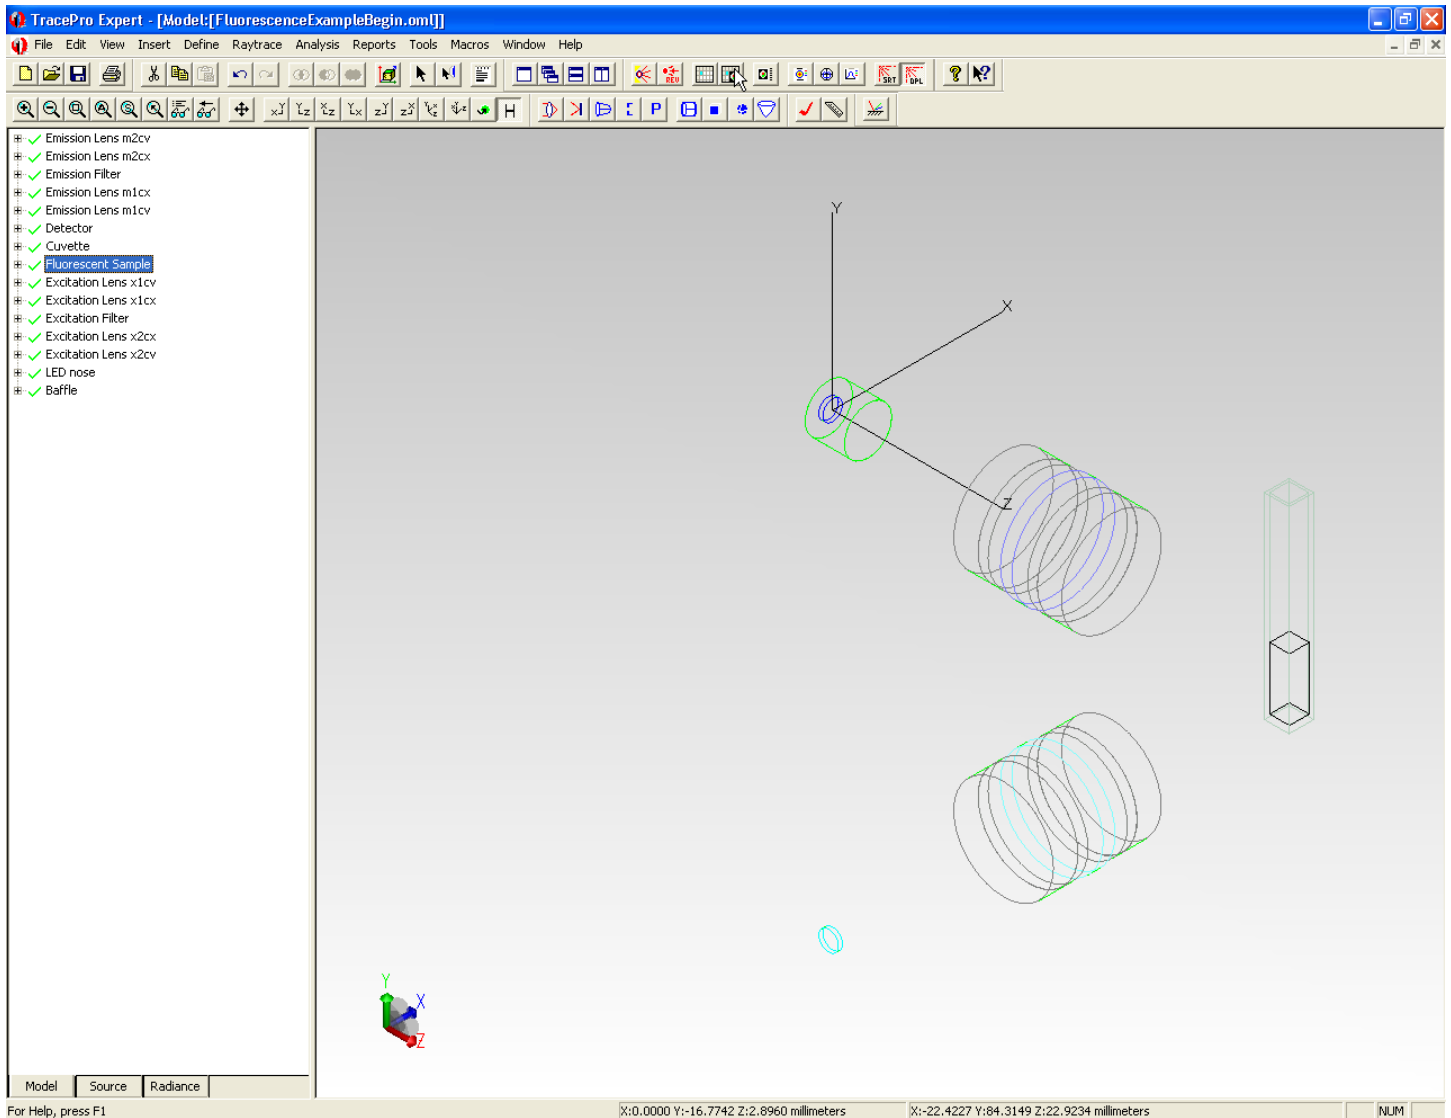 TracePro Expert - [Model:[FluorescenceExampleBegin.oml]]
File Edit View Insert Define Raytrace Analysis Reports Tools Macros Window Help
REV SRT DPL
H P
Emission Lens m2cv
Emission Lens m2cx
Emission Filter
Emission Lens m1cx
Emission Lens m1cv
Detector
Cuvette
Fluorescent Sample
Excitation Lens x1cv
Excitation Lens x1cx
Excitation Filter
Excitation Lens x2cx
Excitation Lens x2cv
LED nose
Baffle
Y
X
Z
Y
X
Z
Model Source Radiance
For Help, press F1 X:0.0000 Y:-16.7742 Z:2.8960 millimeters X:-22.4227 Y:84.3149 Z:22.9234 millimeters NUM